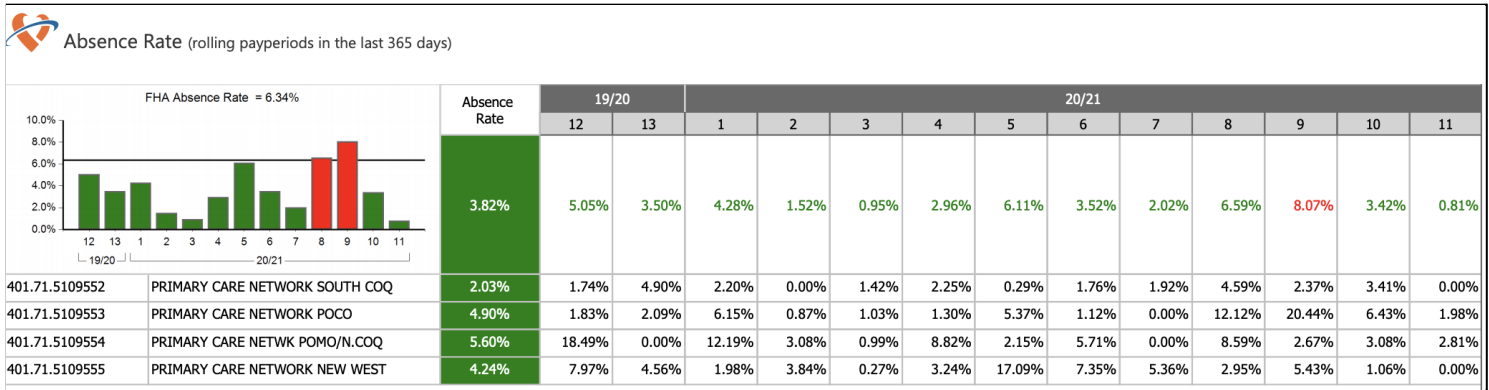 Absence Rate (rolling payperiods in the last 365 days)
FHA Absence Rate = 6.34%
10.0%
8.0%
6.0%
4.0%
2.0%
0.0%
12 13 1 2 3 4 5 6 7 8 9 10 11
19/20 20/21
Absence Rate 19/20 20/21
12 13 1 2 3 4 5 6 7 8 9 10 11
3.82% 5.05% 3.50% 4.28% 1.52% 0.95% 2.96% 6.11% 3.52% 2.02% 6.59% 8.07% 3.42% 0.81%
401.71.5109552 PRIMARY CARE NETWORK SOUTH COQ 2.03% 1.74% 4.90% 2.20% 0.00% 1.42% 2.25% 0.29% 1.76% 1.92% 4.59% 2.37% 3.41% 0.00%
401.71.5109553 PRIMARY CARE NETWORK POCO 4.90% 1.83% 2.09% 6.15% 0.87% 1.03% 1.30% 5.37% 1.12% 0.00% 12.12% 20.44% 6.43% 1.98%
401.71.5109554 PRIMARY CARE NETWK POMO/N.COQ 5.60% 18.49% 0.00% 12.19% 3.08% 0.99% 8.82% 2.15% 5.71% 0.00% 8.59% 2.67% 3.08% 2.81%
401.71.5109555 PRIMARY CARE NETWORK NEW WEST 4.24% 7.97% 4.56% 1.98% 3.84% 0.27% 3.24% 17.09% 7.35% 5.36% 2.95% 5.43% 1.06% 0.00%